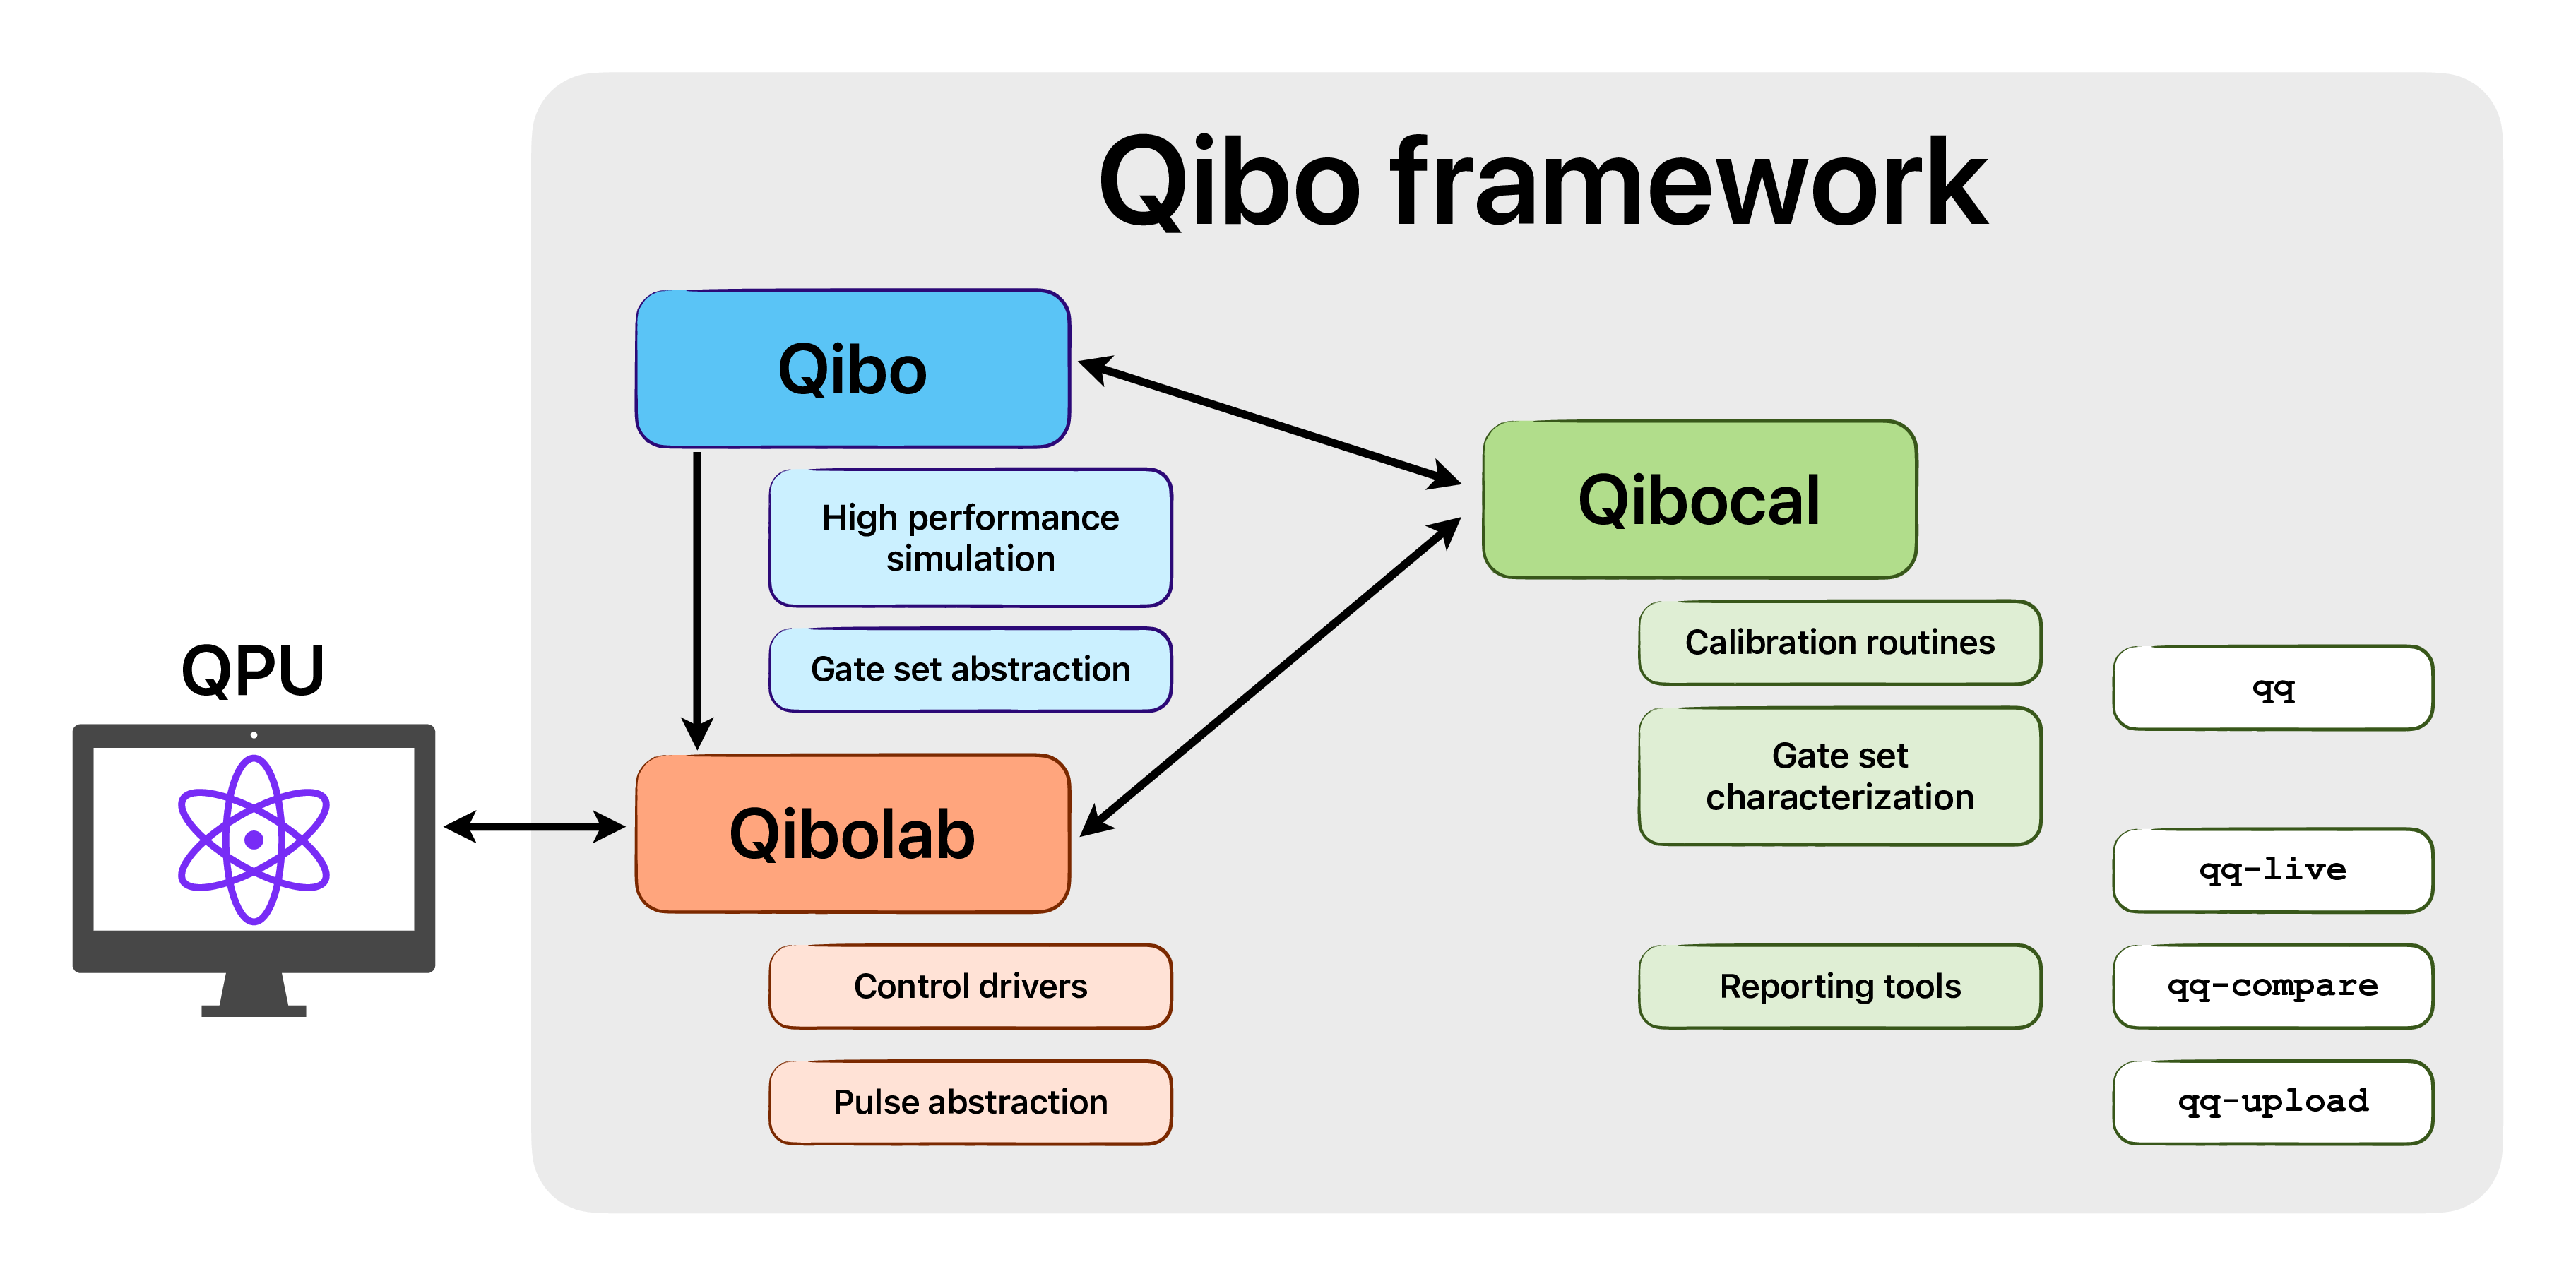 Qibo framework
Qibo
High performance
simulation
Gate set abstraction
QPU
Qibolab
Control drivers
Pulse abstraction
Qibocal
Calibration routines
Gate set
characterization
Reporting tools
qq
qq-live
qq-compare
qq-upload